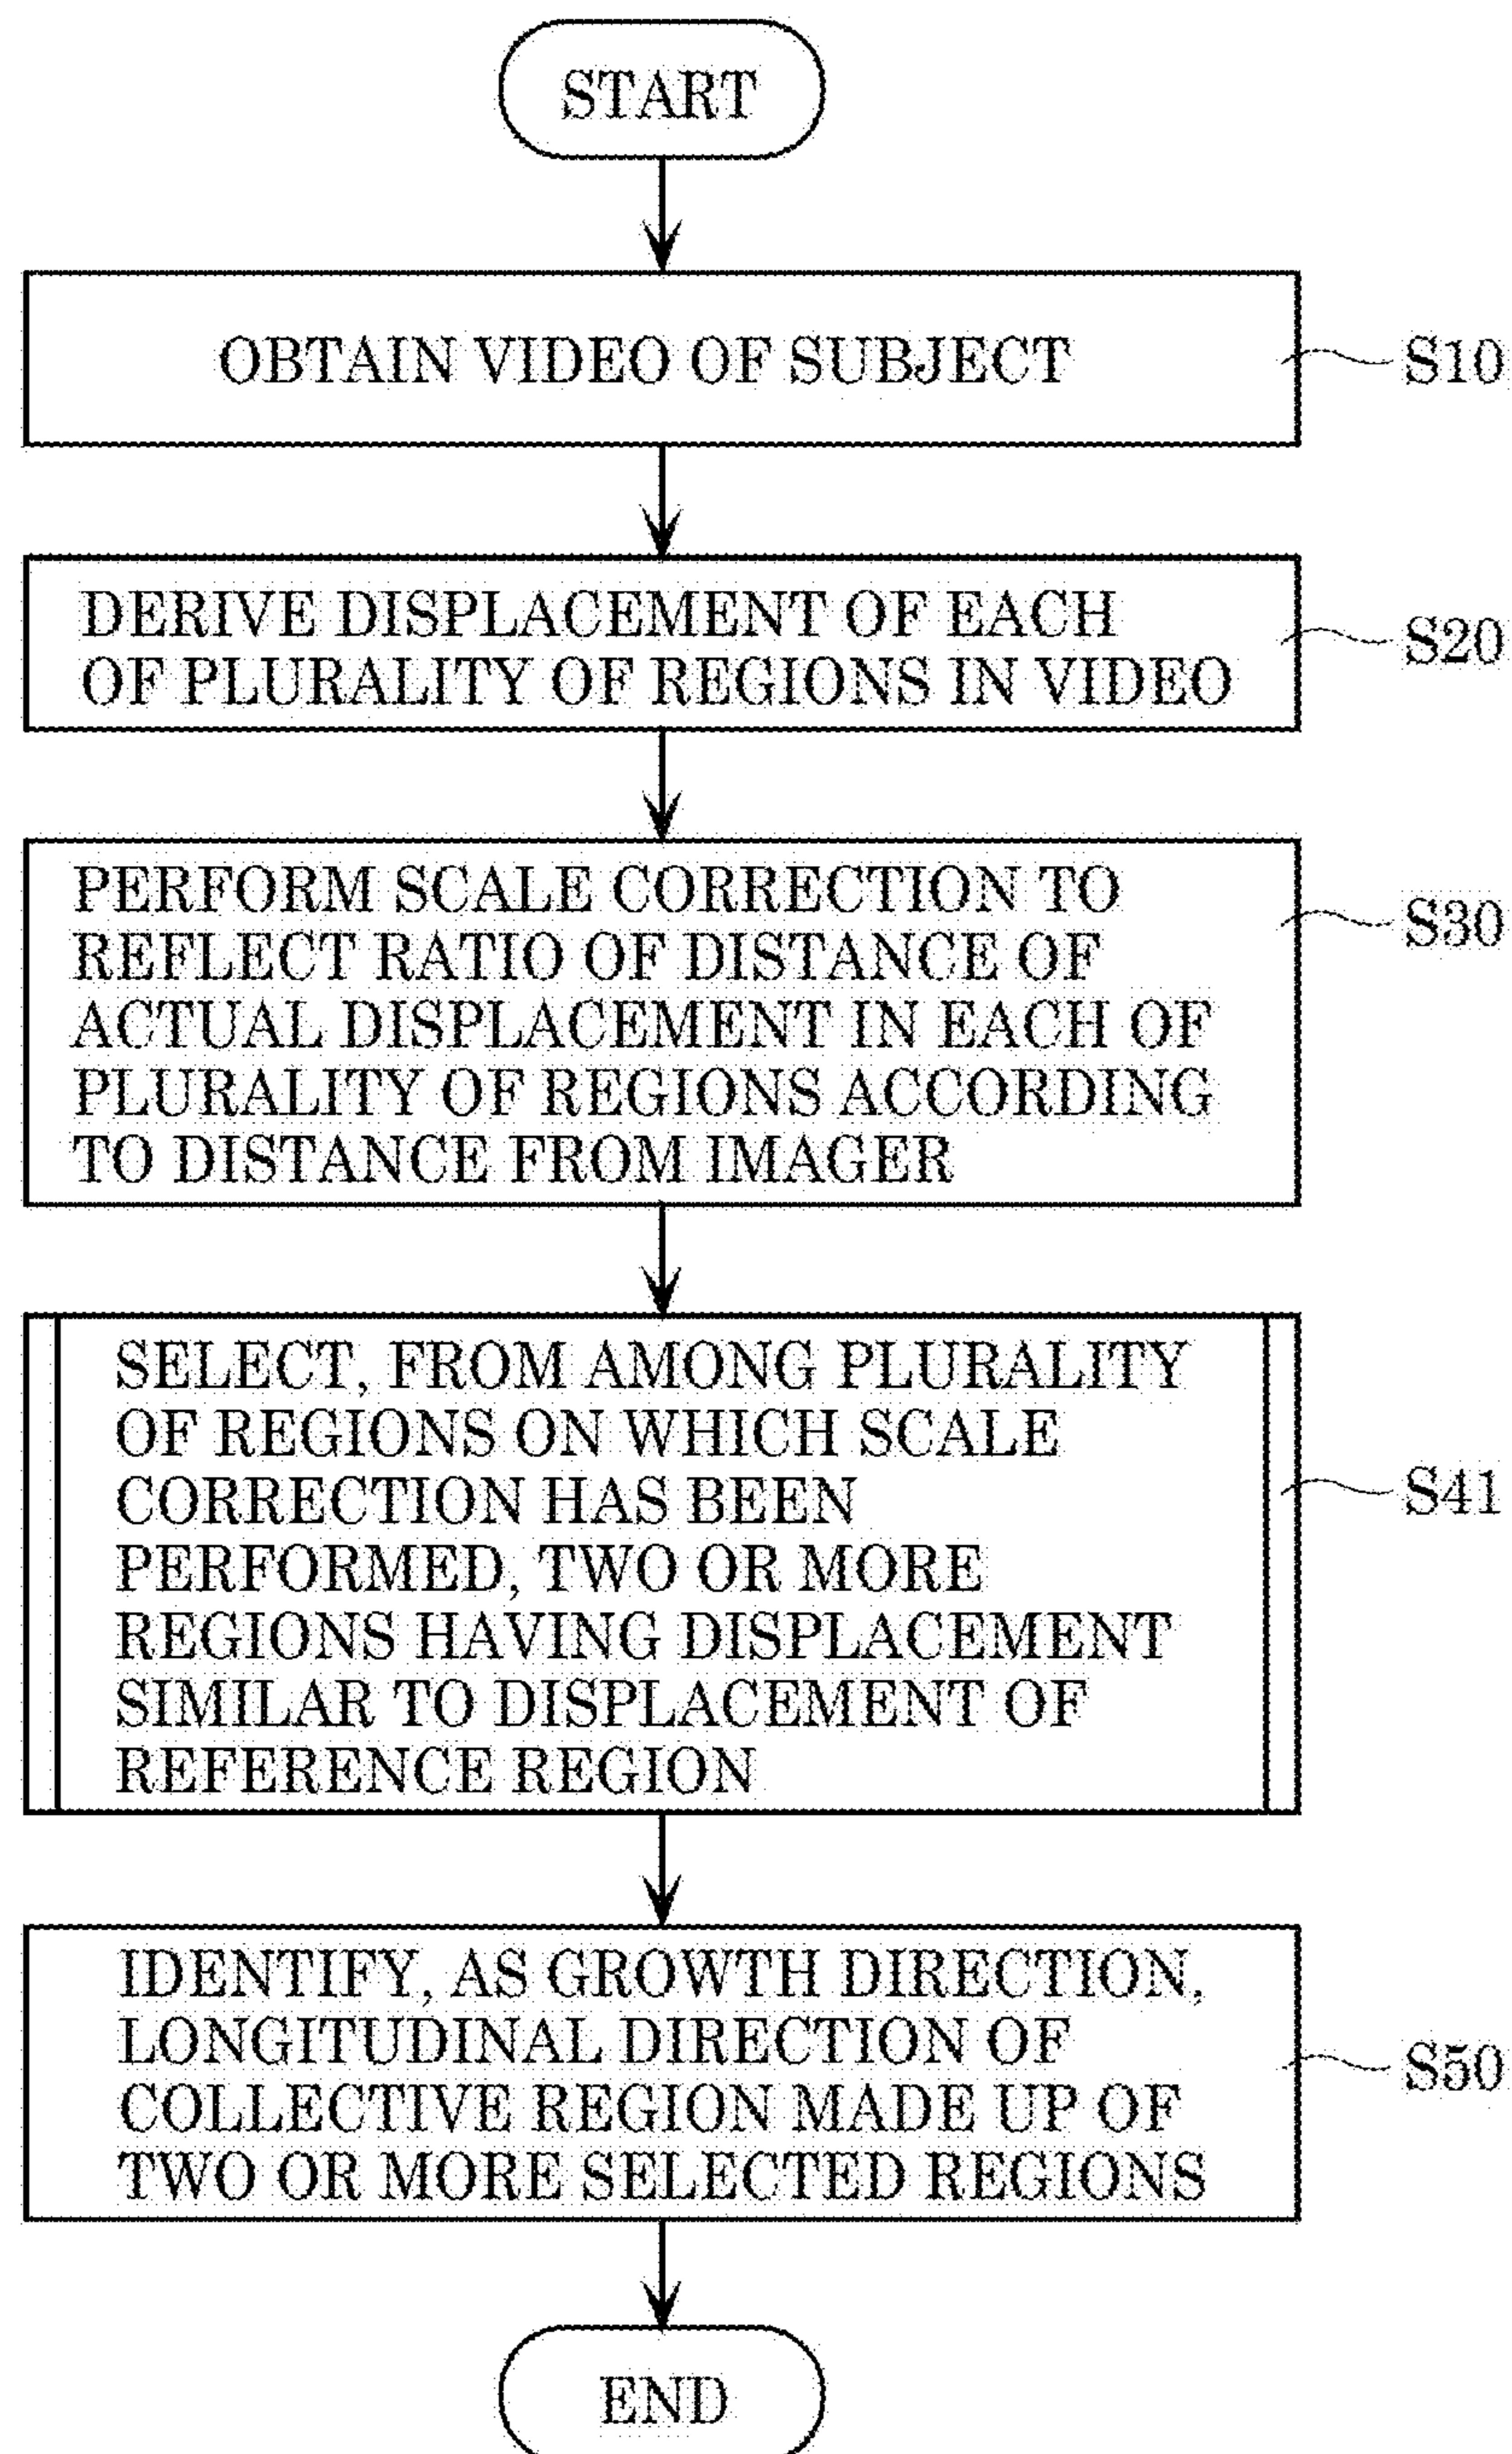 START
OBTAIN VIDEO OF SUBJECT
S10
DERIVE DISPLACEMENT OF EACH
OF PLURALITY OF REGIONS IN VIDEO
S20
PERFORM SCALE CORRECTION TO
REFLECT RATIO OF DISTANCE OF
ACTUAL DISPLACEMENT IN EACH OF
PLURALITY OF REGIONS ACCORDING
TO DISTANCE FROM IMAGER
S30
SELECT, FROM AMONG PLURALITY
OF REGIONS ON WHICH SCALE
CORRECTION HAS BEEN
PERFORMED, TWO OR MORE
REGIONS HAVING DISPLACEMENT
SIMILAR TO DISPLACEMENT OF
REFERENCE REGION
S41
IDENTIFY, AS GROWTH DIRECTION,
LONGITUDINAL DIRECTION OF
COLLECTIVE REGION MADE UP OF
TWO OR MORE SELECTED REGIONS
S50
END